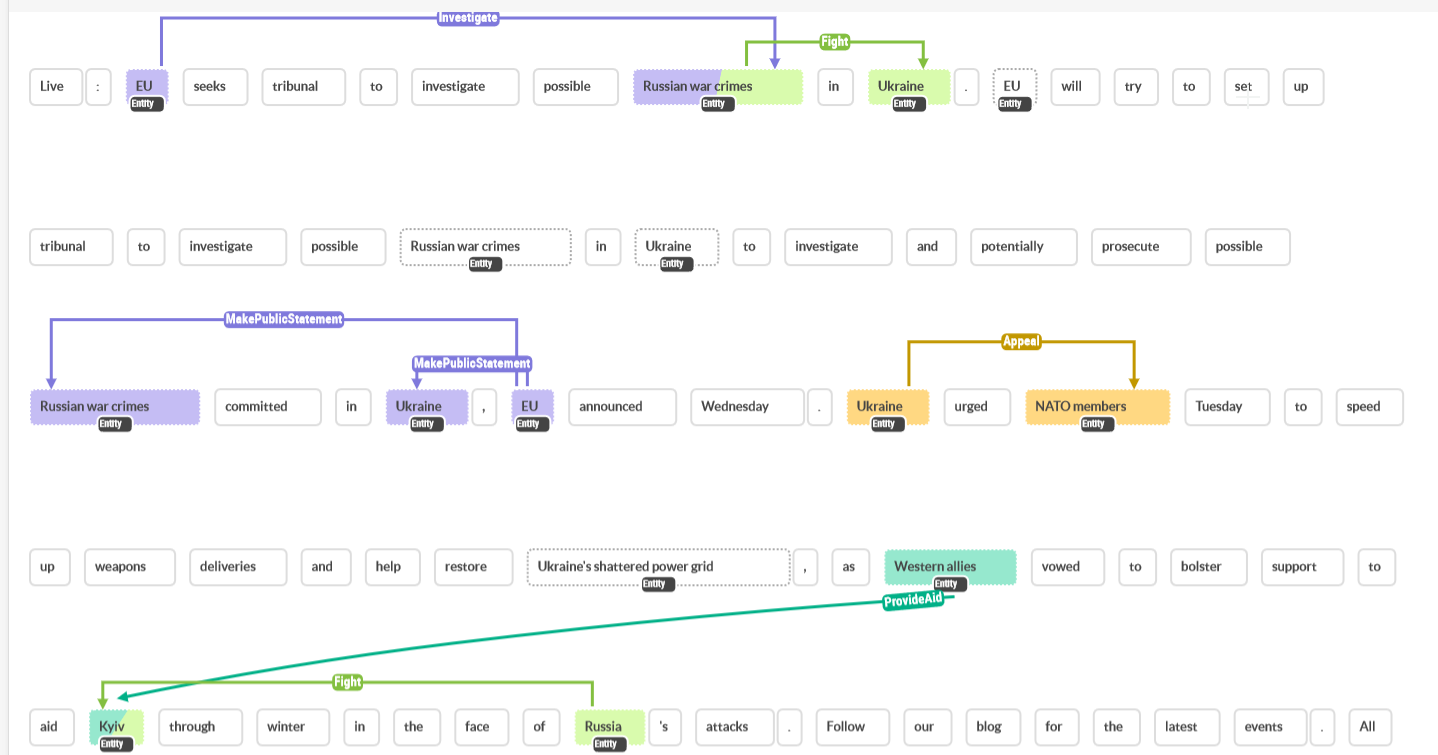 Investigate
Fight
Live : EU seeks tribunal to investigate possible Russian war crimes in Ukraine . EU will try to set up
Entity Entity Entity Entity
tribunal to investigate possible Russian war crimes in Ukraine to investigate and potentially prosecute possible
Entity Entity
MakePublicStatement
Appeal
MakePublicStatement
Russian war crimes committed in Ukraine , EU announced Wednesday . Ukraine urged NATO members Tuesday to speed
Entity Entity Entity Entity Entity
up weapons deliveries and help restore Ukraine's shattered power grid , as Western allies vowed to bolster support to
Entity Entity
ProvideAid
Fight
aid Kyiv through winter in the face of Russia 's attacks . Follow our blog for the latest events . All
Entity Entity